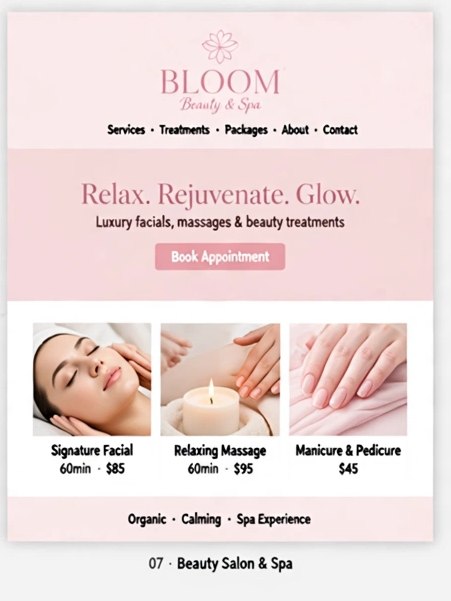 BLOOM
Beauty & Spa
Services · Treatments · Packages · About · Contact
Relax. Rejuvenate. Glow.
Luxury facials, massages & beauty treatments
Book Appointment
Signature Facial
60min · $85
Relaxing Massage
60min · $95
Manicure & Pedicure
$45
Organic · Calming · Spa Experience
07 · Beauty Salon & Spa